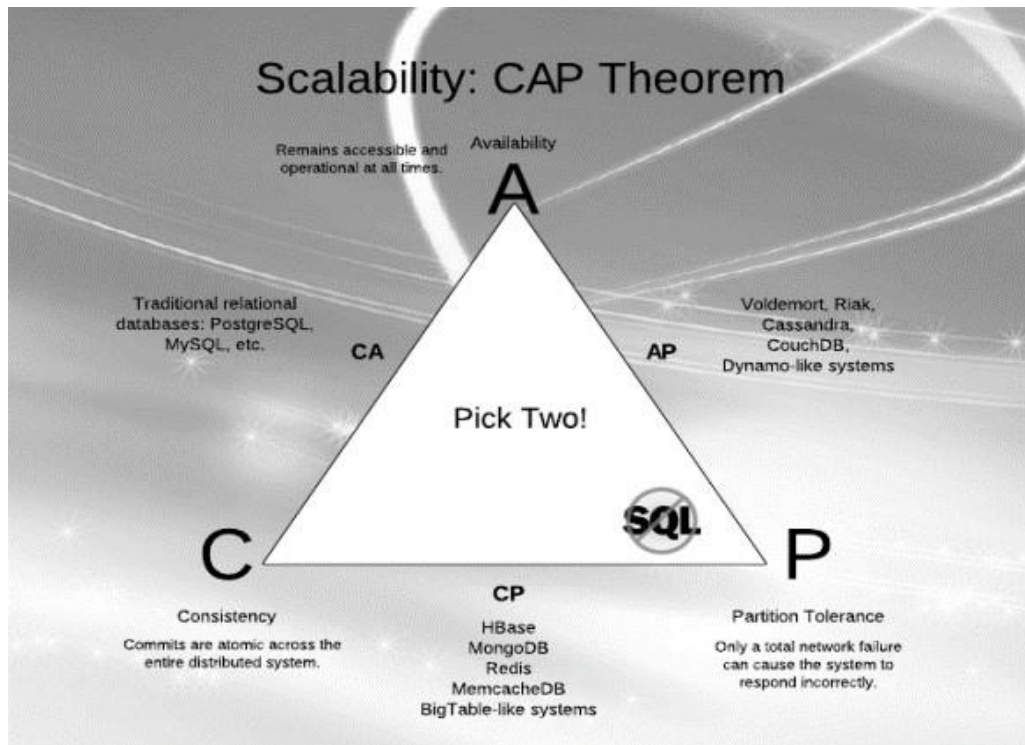 Scalability: CAP Theorem
Availability
Remains accessible and
operational at all times.
A
Traditional relational
databases: PostgreSQL,
MySQL, etc.
CA
AP
Voldemort, Riak,
Cassandra,
CouchDB,
Dynamo-like systems
Pick Two!
SQL
C
P
CP
Consistency
Commits are atomic across the
entire distributed system.
HBase
MongoDB
Redis
MemcacheDB
BigTable-like systems
Partition Tolerance
Only a total network failure
can cause the system to
respond incorrectly.